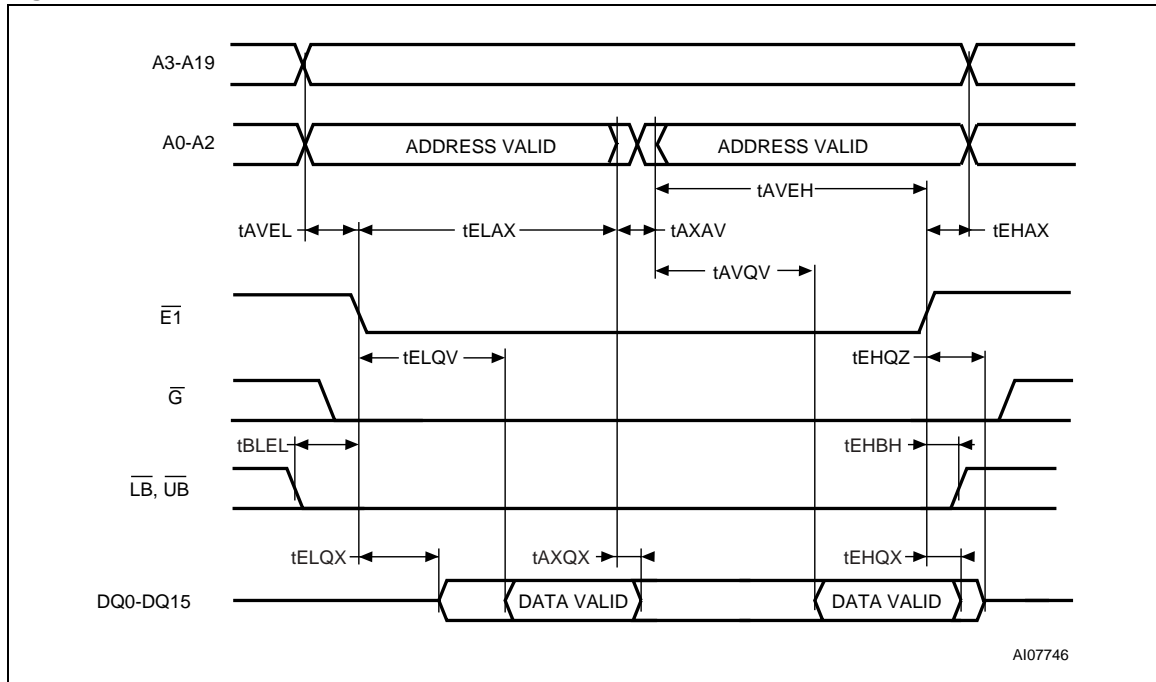 A3-A19
A0-A2
ADDRESS VALID
ADDRESS VALID
tAVEH
tAVEL
tELAX
tAXAV
tEHAX
tAVQV
E1
tELQV
tEHQZ
G
tBLEL
tEHBH
LB, UB
tELQX
tAXQX
tEHQX
DQ0-DQ15
DATA VALID
DATA VALID
AI07746